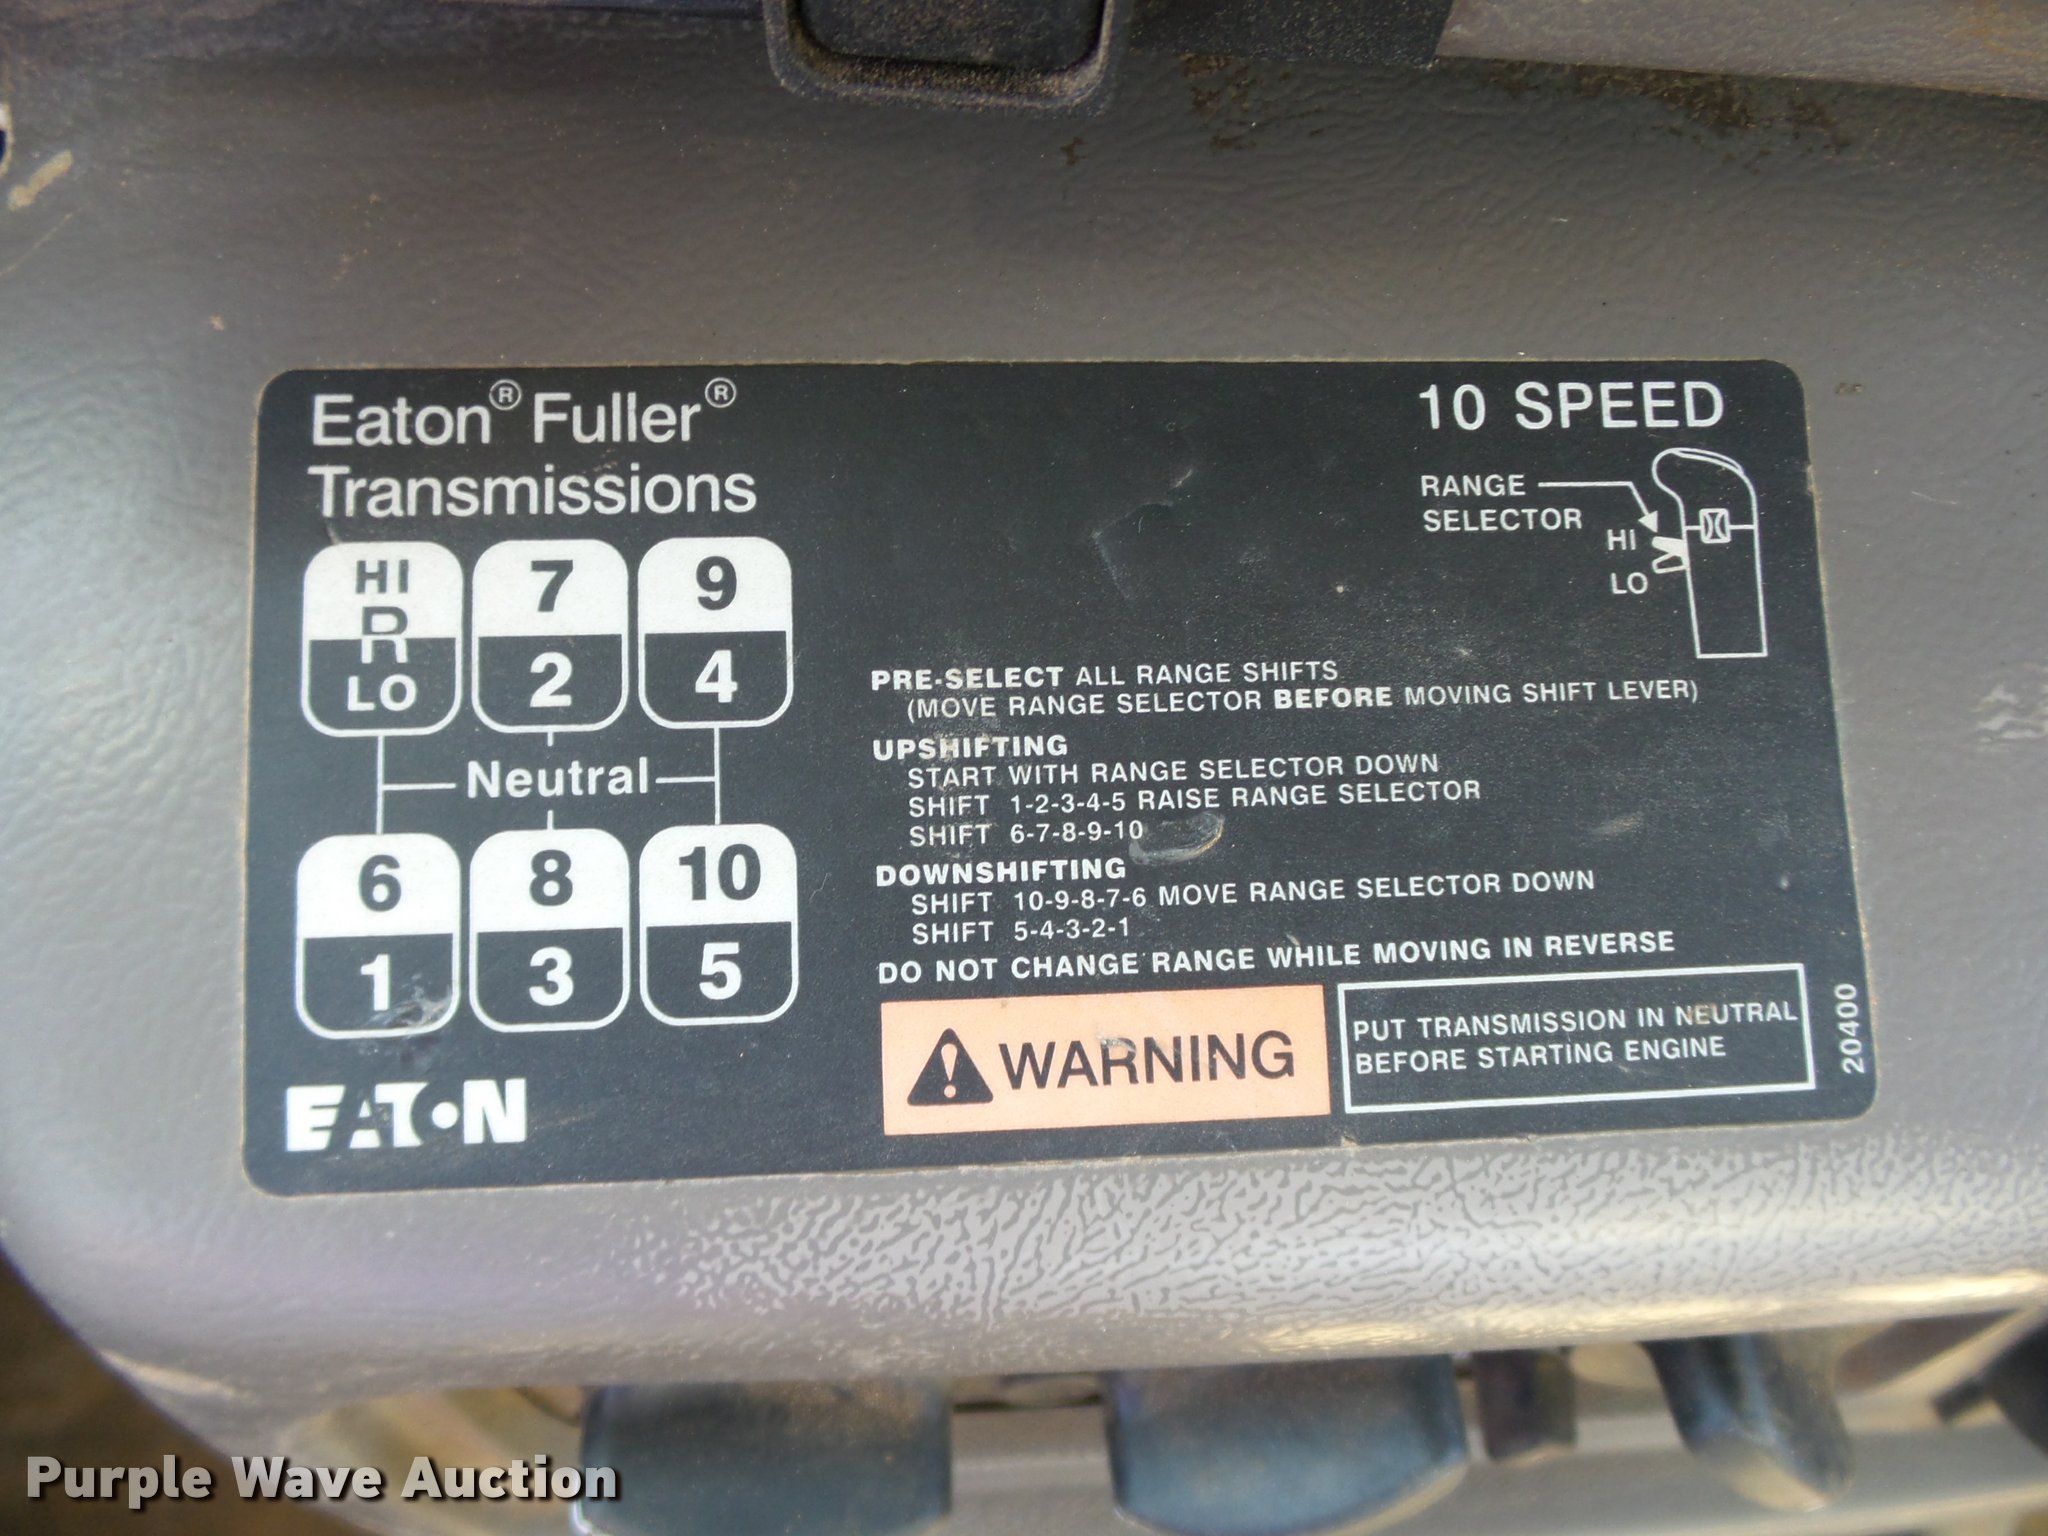 Eaton® Fuller®
Transmissions
10 SPEED
RANGE
SELECTOR
HI
LO
HI 7 9
R
LO 2 4
Neutral
6 8 10
1 3 5
EATON
PRE-SELECT ALL RANGE SHIFTS
(MOVE RANGE SELECTOR BEFORE MOVING SHIFT LEVER)
UPSHIFTING
START WITH RANGE SELECTOR DOWN
SHIFT 1-2-3-4-5 RAISE RANGE SELECTOR
SHIFT 6-7-8-9-10
DOWNSHIFTING
SHIFT 10-9-8-7-6 MOVE RANGE SELECTOR DOWN
SHIFT 5-4-3-2-1
DO NOT CHANGE RANGE WHILE MOVING IN REVERSE
WARNING
PUT TRANSMISSION IN NEUTRAL
BEFORE STARTING ENGINE
20400
Purple Wave Auction